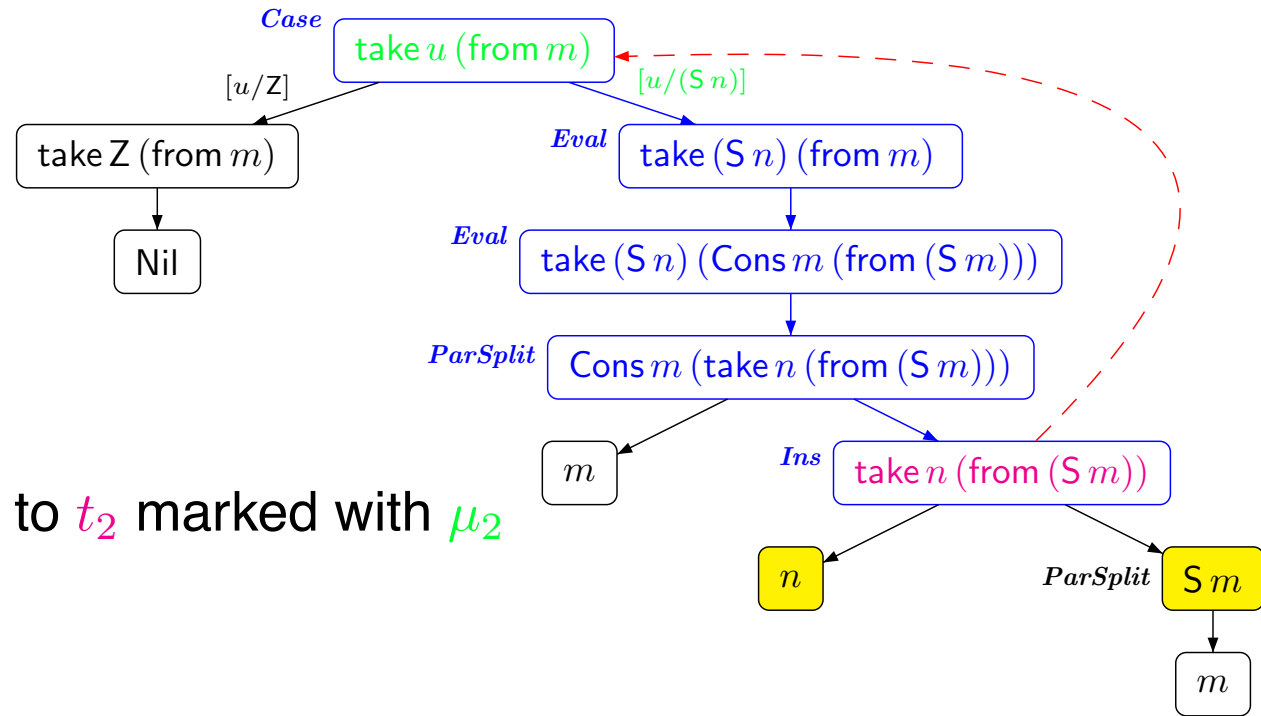 Case
take u (from m)
[u/Z]
[u/(S n)]
take Z (from m)
Eval
take (S n) (from m)
Nil
Eval
take (S n) (Cons m (from (S m)))
ParSplit
Cons m (take n (from (S m)))
m
Ins
take n (from (S m))
to t₂ marked with μ₂
n
ParSplit
S m
m